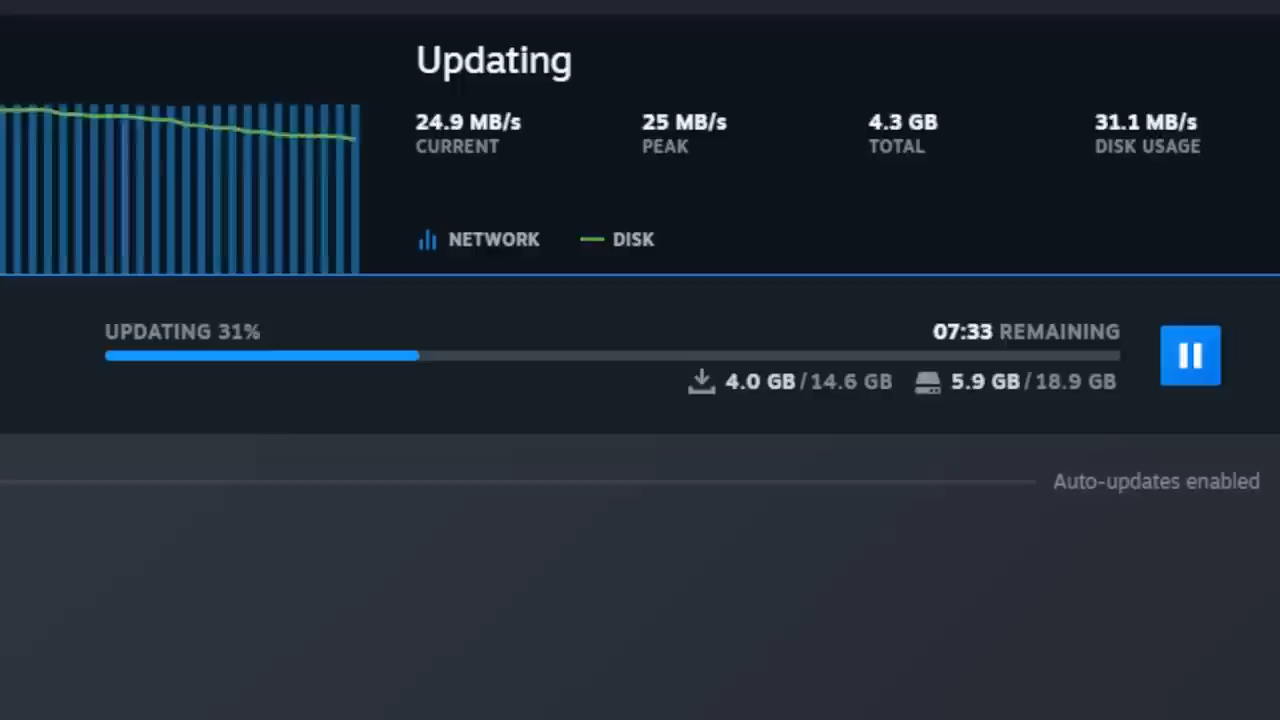 Updating
24.9 MB/s 25 MB/s 4.3 GB 31.1 MB/s
CURRENT PEAK TOTAL DISK USAGE
NETWORK DISK
UPDATING 31% 07:33 REMAINING
4.0 GB / 14.6 GB 5.9 GB / 18.9 GB
Auto-updates enabled